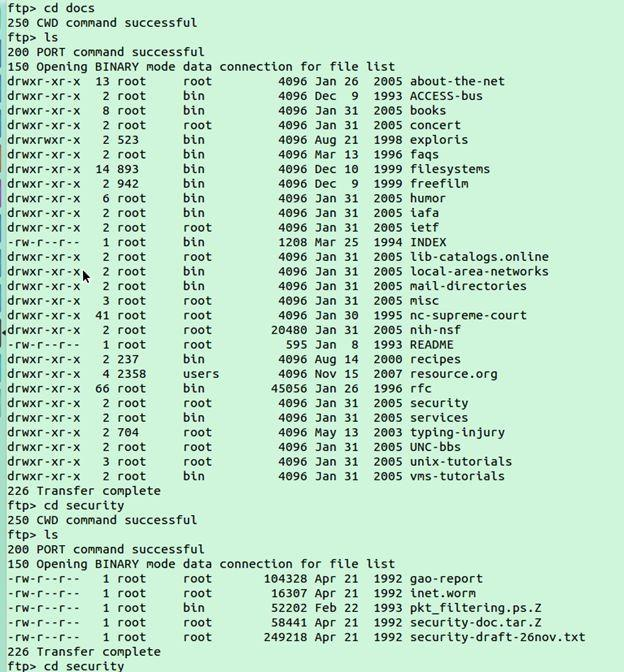 ftp> cd docs
250 CWD command successful
ftp> ls
200 PORT command successful
150 Opening BINARY mode data connection for file list
drwxr-xr-x  13 root     root         4096 Jan 26  2005 about-the-net
drwxr-xr-x   2 root     bin          4096 Dec  9  1993 ACCESS-bus
drwxr-xr-x   8 root     bin          4096 Jan 31  2005 books
drwxr-xr-x   2 root     root         4096 Jan 31  2005 concert
drwxrwxr-x   2 523      bin          4096 Aug 21  1998 exploris
drwxr-xr-x   2 root     bin          4096 Mar 13  1996 faqs
drwxr-xr-x  14 893      bin          4096 Dec 10  1999 filesystems
drwxr-xr-x   2 942      bin          4096 Dec  9  1999 freefilm
drwxr-xr-x   6 root     bin          4096 Jan 31  2005 humor
drwxr-xr-x   2 root     bin          4096 Jan 31  2005 iafa
drwxr-xr-x   2 root     root         4096 Jan 31  2005 ietf
-rw-r--r--   1 root     bin          1208 Mar 25  1994 INDEX
drwxr-xr-x   2 root     root         4096 Jan 31  2005 lib-catalogs.online
drwxr-xr-x   2 root     bin          4096 Jan 31  2005 local-area-networks
drwxr-xr-x   2 root     bin          4096 Jan 31  2005 mail-directories
drwxr-xr-x   3 root     root         4096 Jan 31  2005 misc
drwxr-xr-x  41 root     root         4096 Jan 30  1995 nc-supreme-court
drwxr-xr-x   2 root     root        20480 Jan 31  2005 nih-nsf
-rw-r--r--   1 root     root          595 Jan  8  1993 README
drwxr-xr-x   2 237      bin          4096 Aug 14  2000 recipes
drwxr-xr-x   4 2358     users        4096 Nov 15  2007 resource.org
drwxr-xr-x  66 root     bin         45056 Jan 26  1996 rfc
drwxr-xr-x   2 root     root         4096 Jan 31  2005 security
drwxr-xr-x   2 root     bin          4096 Jan 31  2005 services
drwxr-xr-x   2 704      root         4096 May 13  2003 typing-injury
drwxr-xr-x   2 root     root         4096 Jan 31  2005 UNC-bbs
drwxr-xr-x   3 root     root         4096 Jan 31  2005 unix-tutorials
drwxr-xr-x   2 root     bin          4096 Jan 31  2005 vms-tutorials
226 Transfer complete
ftp> cd security
250 CWD command successful
ftp> ls
200 PORT command successful
150 Opening BINARY mode data connection for file list
-rw-r--r--   1 root     root       104328 Apr 21  1992 gao-report
-rw-r--r--   1 root     root        16307 Apr 21  1992 inet.worm
-rw-r--r--   1 root     bin         52202 Feb 22  1993 pkt_filtering.ps.Z
-rw-r--r--   1 root     root        58441 Apr 21  1992 security-doc.tar.Z
-rw-r--r--   1 root     root       249218 Apr 21  1992 security-draft-26nov.txt
226 Transfer complete
ftp> cd security